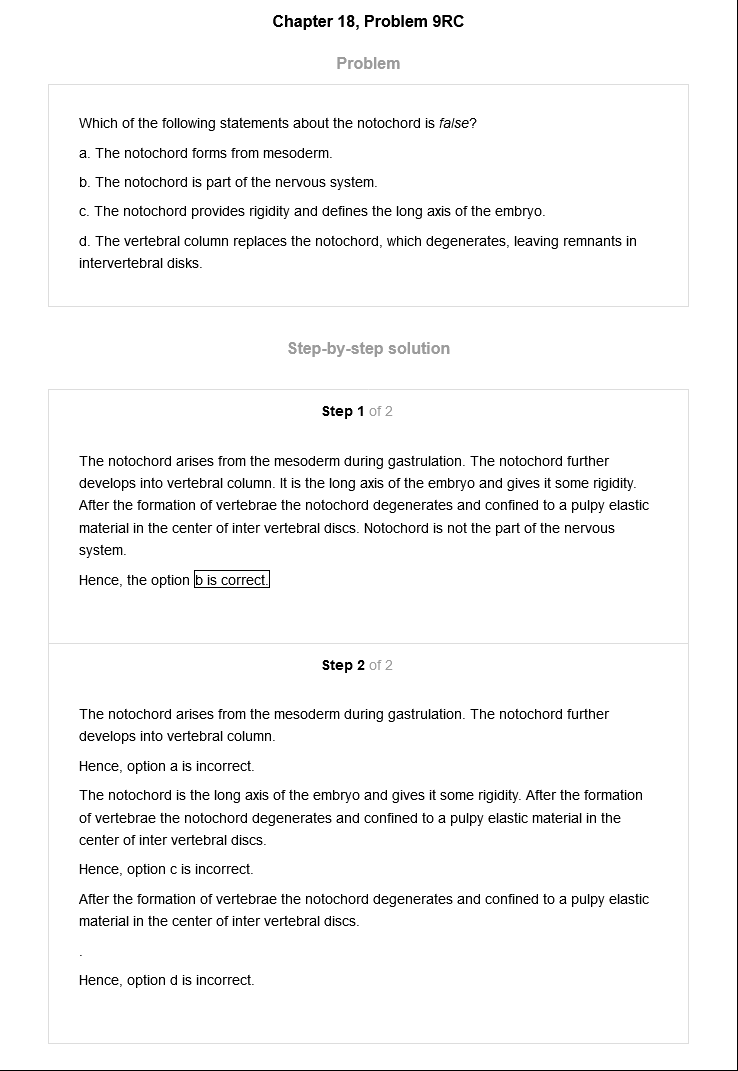 Chapter 18, Problem 9RC
Problem
Which of the following statements about the notochord is false?
a. The notochord forms from mesoderm.
b. The notochord is part of the nervous system.
c. The notochord provides rigidity and defines the long axis of the embryo.
d. The vertebral column replaces the notochord, which degenerates, leaving remnants in
intervertebral disks.
Step-by-step solution
Step 1 of 2
The notochord arises from the mesoderm during gastrulation. The notochord further
develops into vertebral column. It is the long axis of the embryo and gives it some rigidity.
After the formation of vertebrae the notochord degenerates and confined to a pulpy elastic
material in the center of inter vertebral discs. Notochord is not the part of the nervous
system.
Hence, the option b is correct.
Step 2 of 2
The notochord arises from the mesoderm during gastrulation. The notochord further
develops into vertebral column.
Hence, option a is incorrect.
The notochord is the long axis of the embryo and gives it some rigidity. After the formation
of vertebrae the notochord degenerates and confined to a pulpy elastic material in the
center of inter vertebral discs.
Hence, option c is incorrect.
After the formation of vertebrae the notochord degenerates and confined to a pulpy elastic
material in the center of inter vertebral discs.
.
Hence, option d is incorrect.